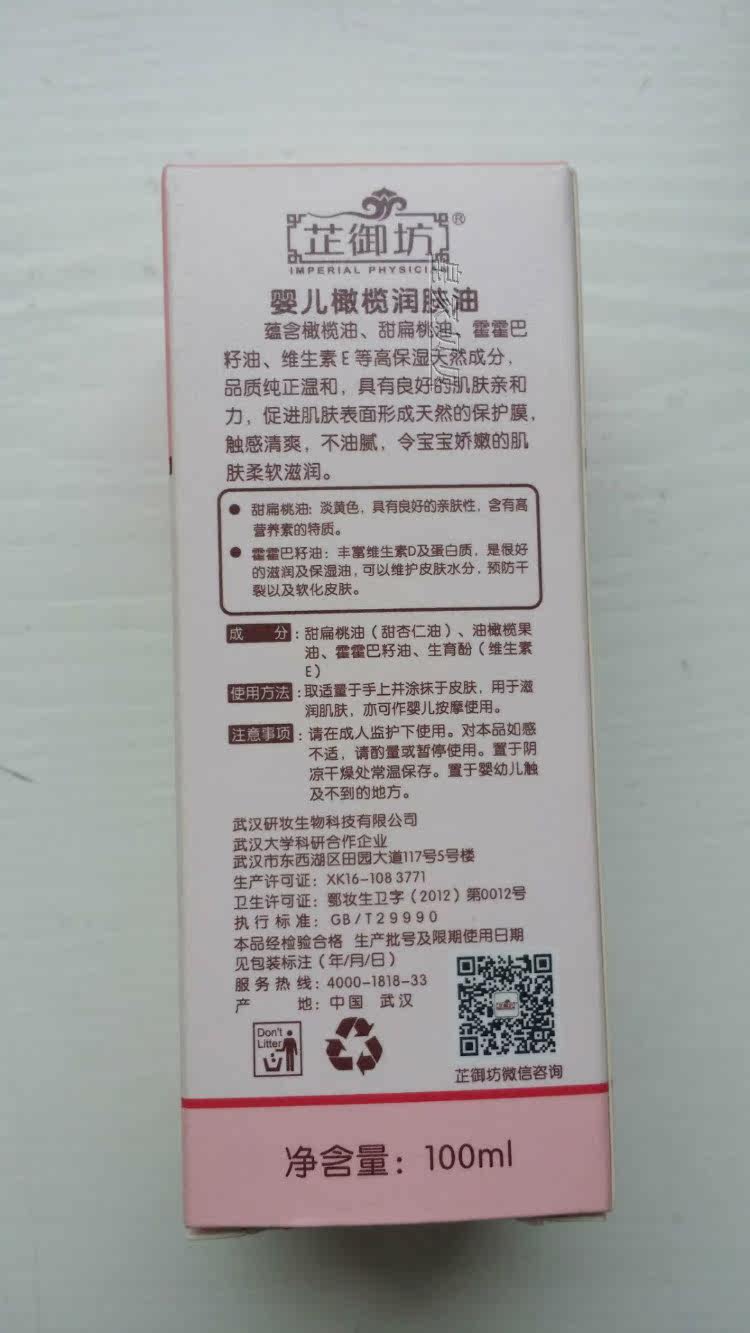 芷御坊®
IMPERIAL PHYSICIAN
婴儿橄榄润肤油
蕴含橄榄油、甜扁桃油、霍霍巴
籽油、维生素E等高保湿天然成分，
品质纯正温和，具有良好的肌肤亲和
力，促进肌肤表面形成天然的保护膜，
触感清爽，不油腻，令宝宝娇嫩的肌
肤柔软滋润。
● 甜扁桃油：淡黄色，具有良好的亲肤性，含有高
营养素的特质。
● 霍霍巴籽油：丰富维生素D及蛋白质，是很好
的滋润及保湿油，可以维护皮肤水分，预防干
裂以及软化皮肤。
成 分：甜扁桃油（甜杏仁油）、油橄榄果
油、霍霍巴籽油、生育酚（维生素
E）
使用方法：取适量于手上并涂抹于皮肤，用于滋
润肌肤，亦可作婴儿按摩使用。
注意事项：请在成人监护下使用。对本品如感
不适，请酌量或暂停使用。置于阴
凉干燥处常温保存。置于婴幼儿触
及不到的地方。
武汉研妆生物科技有限公司
武汉大学科研合作企业
武汉市东西湖区田园大道117号5号楼
生产许可证：XK16-108 3771
卫生许可证：鄂妆生卫字（2012）第0012号
执行标准：GB/T29990
本品经检验合格 生产批号及限期使用日期
见包装标注（年/月/日）
服务热线：4000-1818-33
产 地：中国 武汉
Don't
Litter
芷御坊微信咨询
净含量：100ml